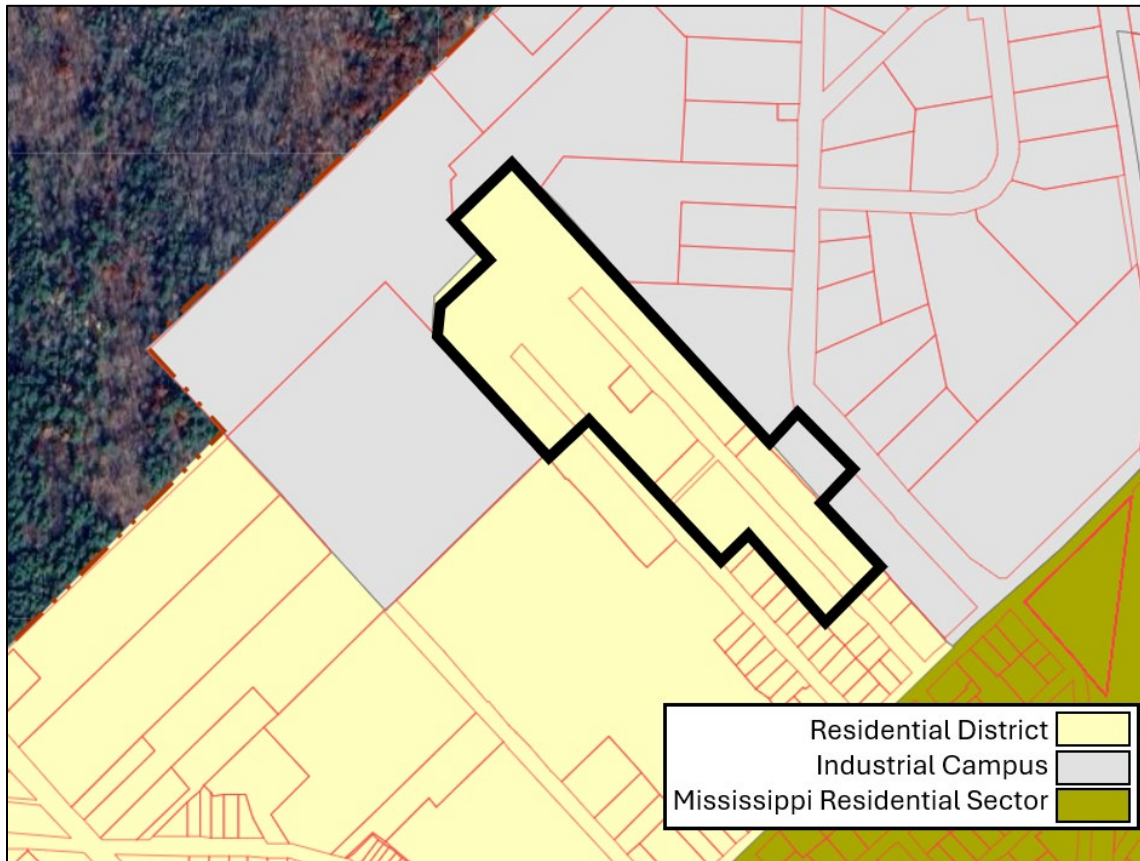 Residential District
Industrial Campus
Mississippi Residential Sector